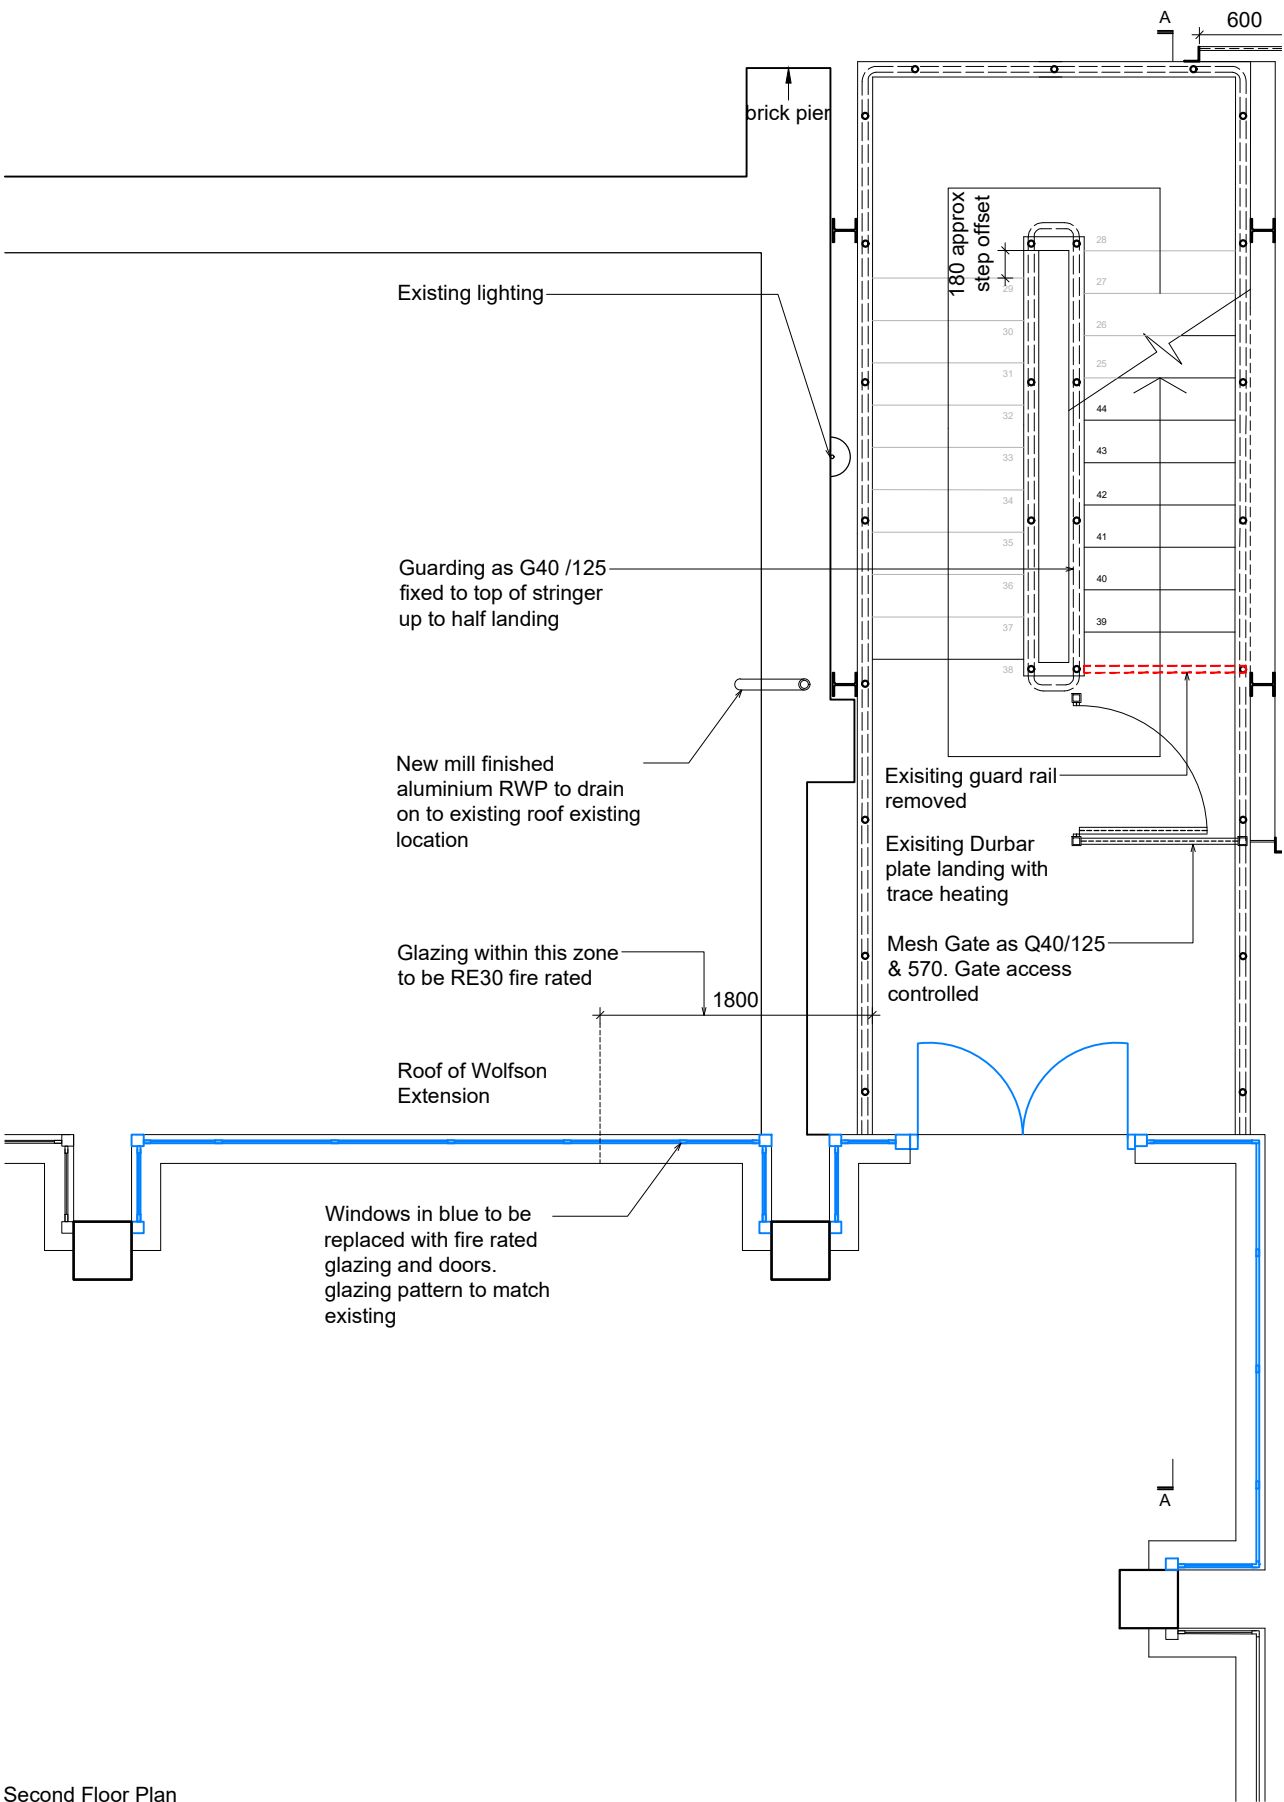 A
600
brick pier
180 approx
step offset
28
27
26
25
29
30
31
32
33
34
35
36
37
38
44
43
42
41
40
39
Existing lighting
Guarding as G40 /125
fixed to top of stringer
up to half landing
New mill finished
aluminium RWP to drain
on to existing roof existing
location
Exisiting guard rail
removed
Exisiting Durbar
plate landing with
trace heating
Mesh Gate as Q40/125
& 570. Gate access
controlled
Glazing within this zone
to be RE30 fire rated
1800
Roof of Wolfson
Extension
Windows in blue to be
replaced with fire rated
glazing and doors.
glazing pattern to match
existing
A
Second Floor Plan